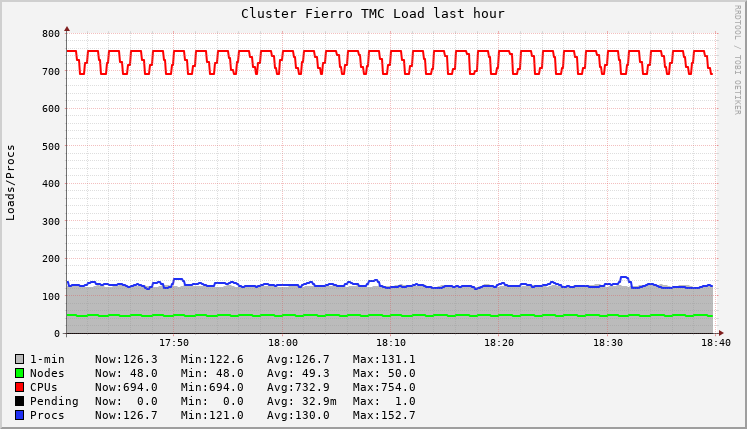 Cluster Fierro TMC Load last hour
RRDTOOL / TOBI OETIKER
Loads/Procs
800
700
600
500
400
300
200
100
0
17:50 18:00 18:10 18:20 18:30 18:40
1-min Now:126.3 Min:122.6 Avg:126.7 Max:131.1
Nodes Now: 48.0 Min: 48.0 Avg: 49.3 Max: 50.0
CPUs Now:694.0 Min:694.0 Avg:732.9 Max:754.0
Pending Now: 0.0 Min: 0.0 Avg: 32.9m Max: 1.0
Procs Now:126.7 Min:121.0 Avg:130.0 Max:152.7